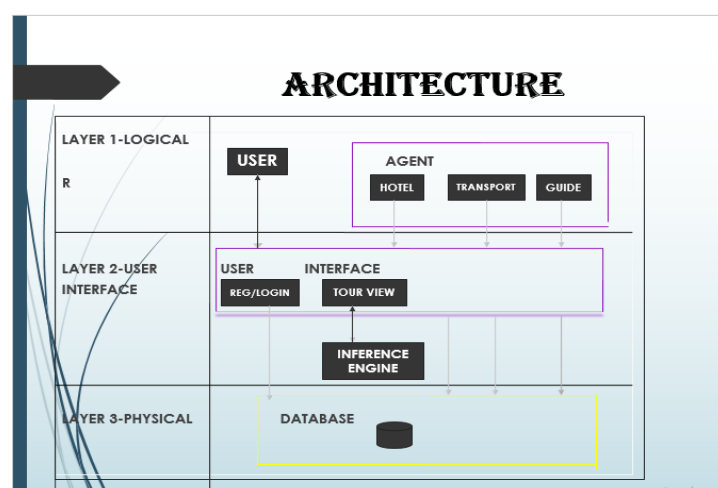 ARCHITECTURE
LAYER 1-LOGICAL
R
USER
AGENT
HOTEL
TRANSPORT
GUIDE
LAYER 2-USER
INTERFACE
USER INTERFACE
REG/LOGIN
TOUR VIEW
INFERENCE
ENGINE
LAYER 3-PHYSICAL
DATABASE